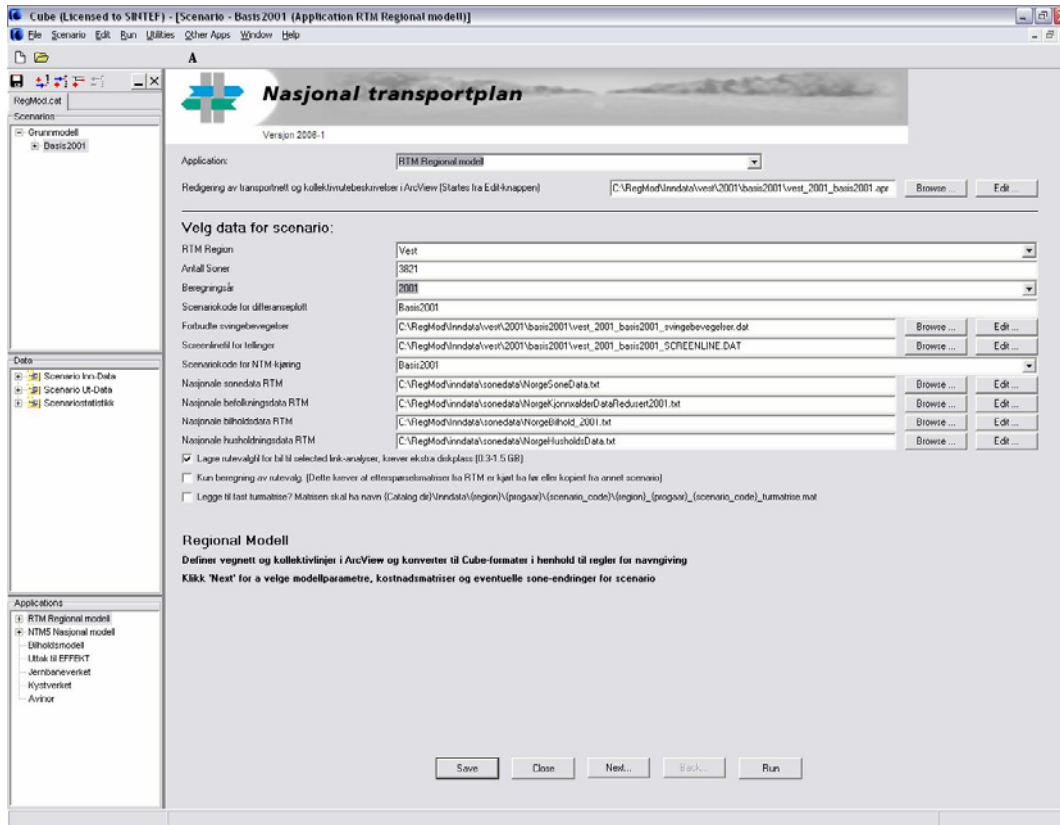 Cube (Licensed to SINTEF) - [Scenario - Basis2001 (Application RTM Regional modell)]
File Scenario Edit Run Utilities Other Apps Window Help
A
RegMod.cat
Scenarios
Grunnmodell
Basis2001
Data
Scenario Inn-Data
Scenario Ut-Data
Scenariostatistikk
Applications
RTM Regional modell
NTM5 Nasjonal modell
Bilholdsmodell
Uttak til EFFEKT
Jernbaneverket
Kystverket
Avinor
Nasjonal transportplan
Versjon 2006-1
Application: RTM Regional modell
Redigering av transportnett og kollektivrutebeskrivelser i ArcView (Startes fra Edit-knappen) C:\RegMod\Inndata\vest\2001\basis2001\vest_2001_basis2001.apr Browse ... Edit ...
Velg data for scenario:
RTM Region Vest
Antall Soner 3821
Beregningsår 2001
Scenariokode for differanseplott Basis2001
Forbudte svingebevegelser C:\RegMod\Inndata\vest\2001\basis2001\vest_2001_basis2001_svingebevegelser.dat Browse ... Edit ...
Screenlinefil for tellinger C:\RegMod\Inndata\vest\2001\basis2001\vest_2001_basis2001_SCREENLINE.DAT Browse ... Edit ...
Scenariokode for NTM-kjøring Basis2001
Nasjonale sonedata RTM C:\RegMod\inndata\sonedata\NorgeSoneData.txt Browse ... Edit ...
Nasjonale befolkningsdata RTM C:\RegMod\inndata\sonedata\NorgeKjonnxalderDataRedusert2001.txt Browse ... Edit ...
Nasjonale bilholdsdata RTM C:\RegMod\inndata\sonedata\NorgeBilhold_2001.txt Browse ... Edit ...
Nasjonale husholdningsdata RTM C:\RegMod\inndata\sonedata\NorgeHusholdsData.txt Browse ... Edit ...
Lagre rutevalgfil for bil til selected link-analyser, krever ekstra diskplass (0.3-1.5 GB)
Kun beregning av rutevalg. (Dette krever at etterspørselsmatriser fra RTM er kjørt fra før eller kopiert fra annet scenario)
Legge til fast turmatrise? Matrisen skal ha navn {Catalog dir}\Inndata\{region}\{progaar}\{scenario_code}\{region}_{progaar}_{scenario_code}_turmatrise.mat
Regional Modell
Definer vegnett og kollektivlinjer i ArcView og konverter til Cube-formater i henhold til regler for navngiving
Klikk 'Next' for a velge modellparametre, kostnadsmatriser og eventuelle sone-endringer for scenario
Save Close Next... Back... Run